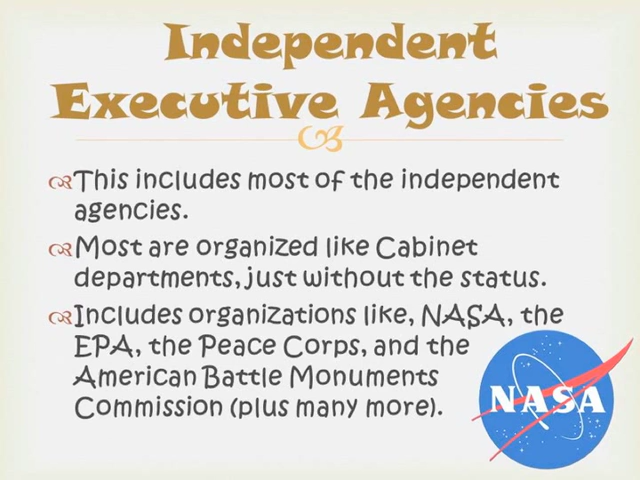 Independent
Executive Agencies
This includes most of the independent
agencies.
Most are organized like Cabinet
departments, just without the status.
Includes organizations like, NASA, the
EPA, the Peace Corps, and the
American Battle Monuments
Commission (plus many more).
NASA